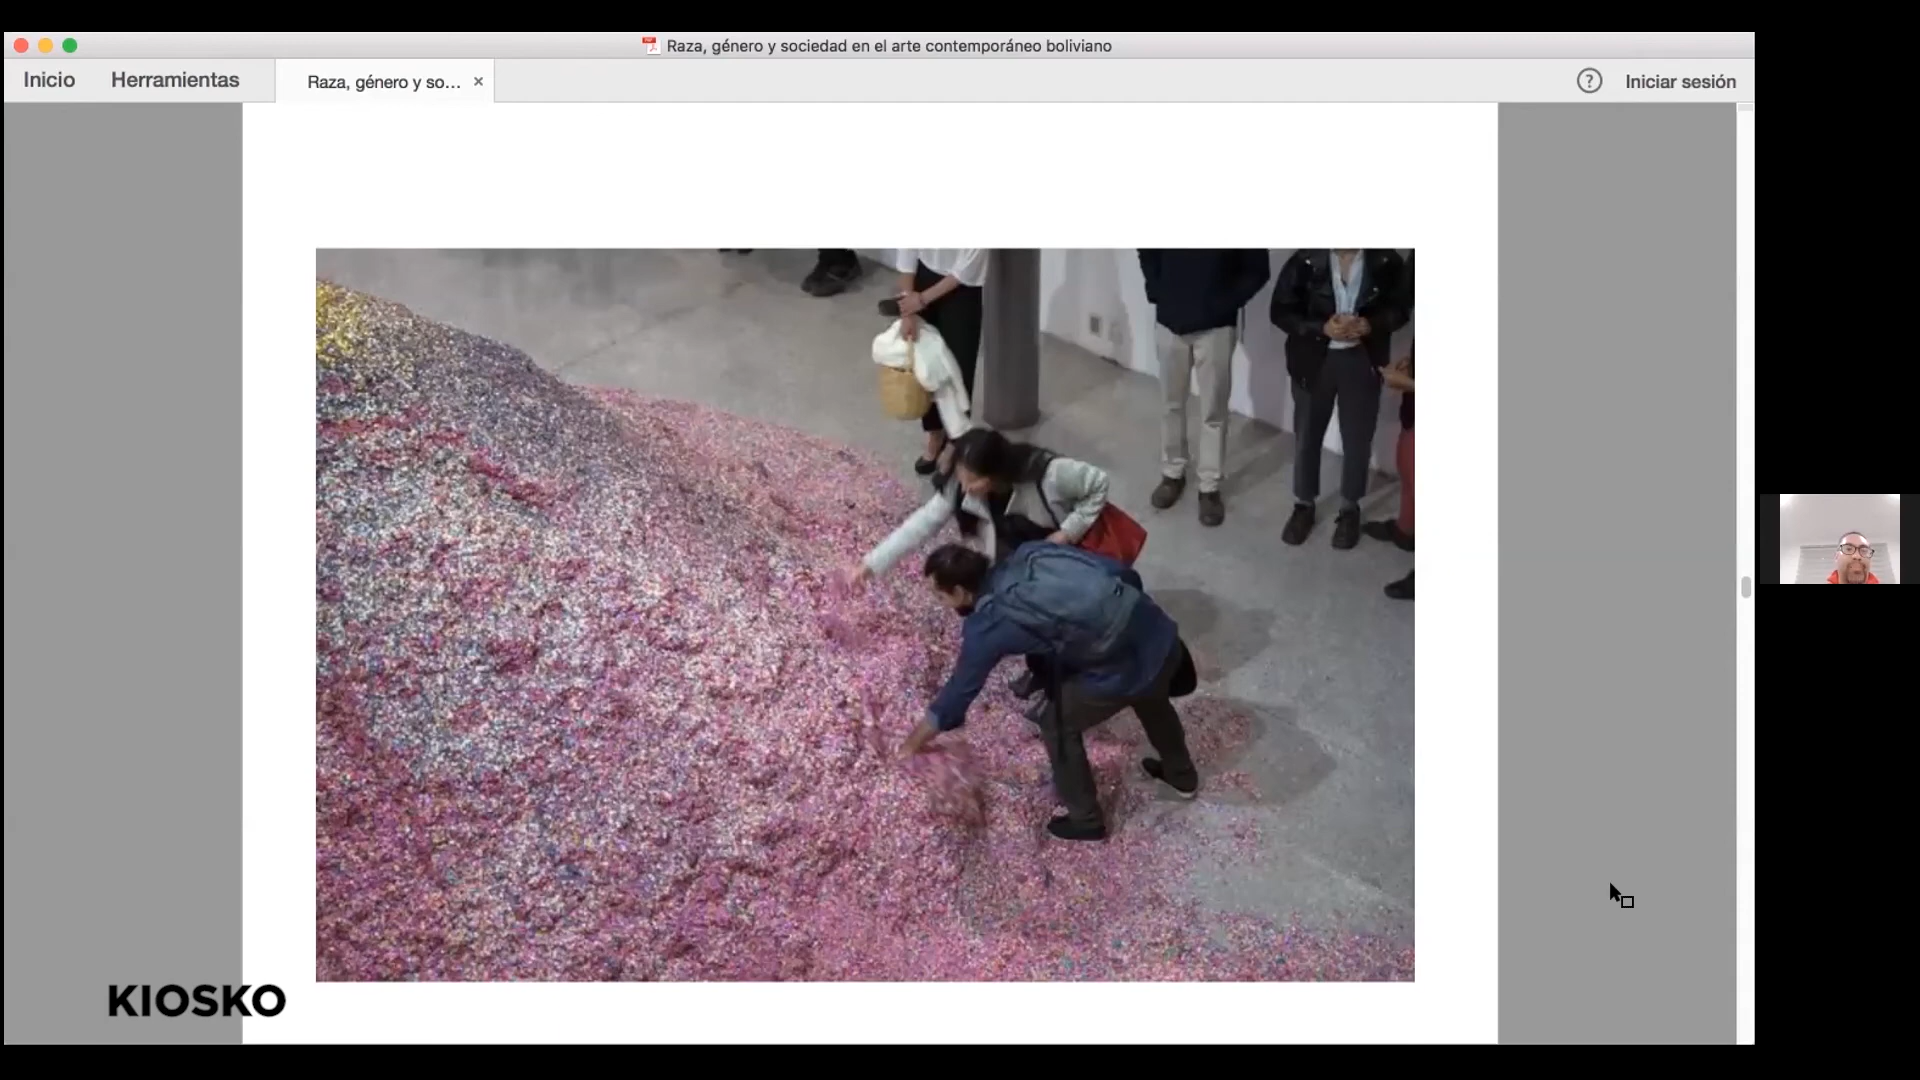 Raza, género y sociedad en el arte contemporáneo boliviano
Inicio Herramientas Raza, género y so... × ? Iniciar sesión
KIOSKO